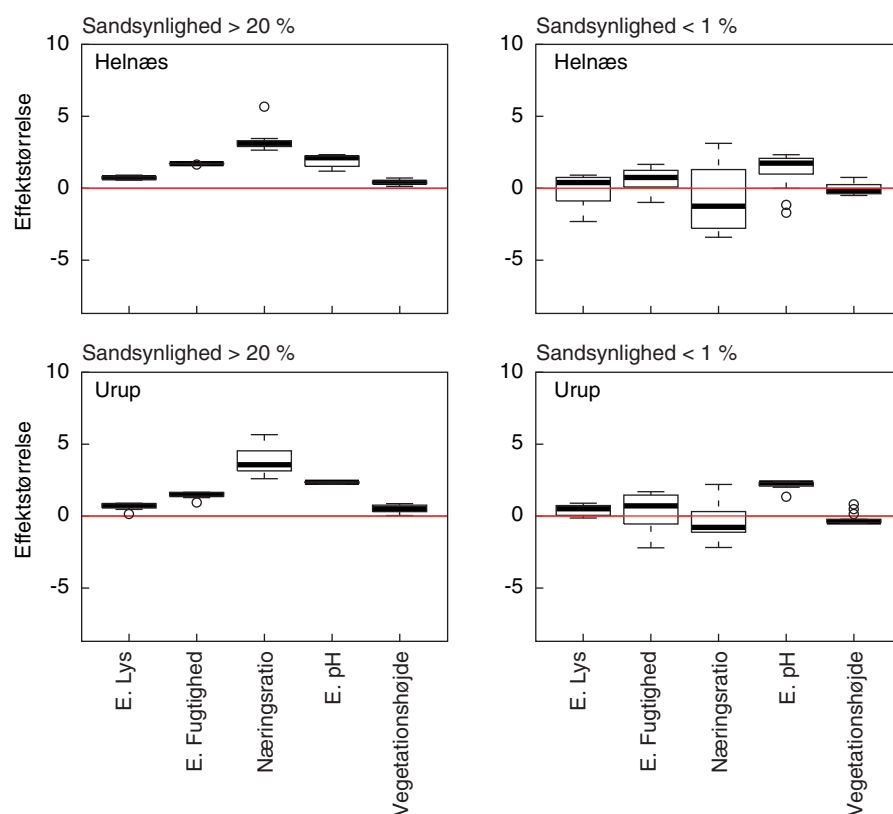 Sandsynlighed > 20 %
Helnæs
Effektstørrelse
10
5
0
-5
Sandsynlighed < 1 %
Helnæs
10
5
0
-5
Sandsynlighed > 20 %
Urup
Effektstørrelse
10
5
0
-5
E. Lys
E. Fugtighed
Næringsratio
E. pH
Vegetationshøjde
Sandsynlighed < 1 %
Urup
10
5
0
-5
E. Lys
E. Fugtighed
Næringsratio
E. pH
Vegetationshøjde